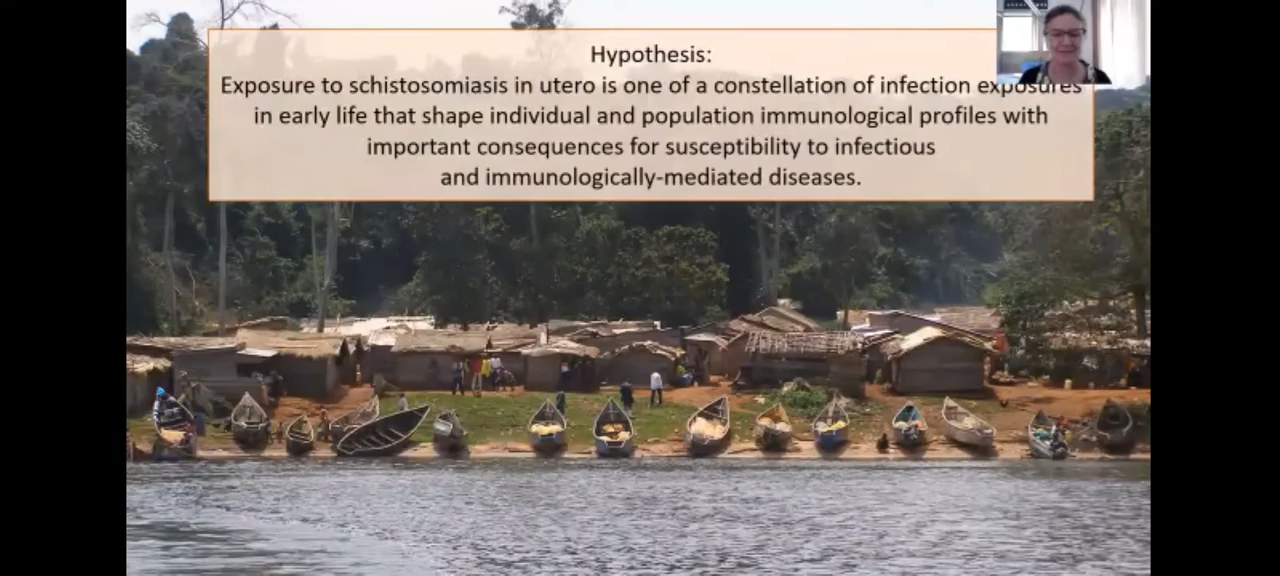 Hypothesis:
Exposure to schistosomiasis in utero is one of a constellation of infection exposures
in early life that shape individual and population immunological profiles with
important consequences for susceptibility to infectious
and immunologically-mediated diseases.